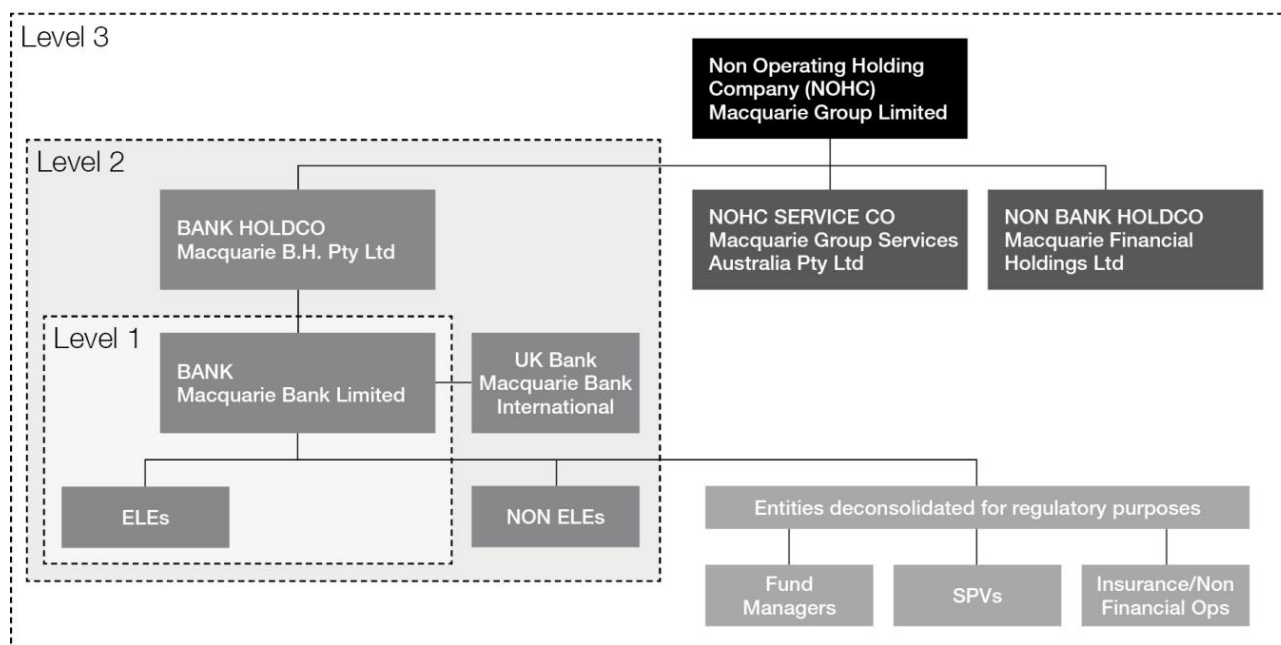 Level 3
Non Operating Holding
Company (NOHC)
Macquarie Group Limited
Level 2
BANK HOLDCO
Macquarie B.H. Pty Ltd
NOHC SERVICE CO
Macquarie Group Services
Australia Pty Ltd
NON BANK HOLDCO
Macquarie Financial
Holdings Ltd
Level 1
BANK
Macquarie Bank Limited
UK Bank
Macquarie Bank
International
ELEs
NON ELEs
Entities deconsolidated for regulatory purposes
Fund
Managers
SPVs
Insurance/Non
Financial Ops